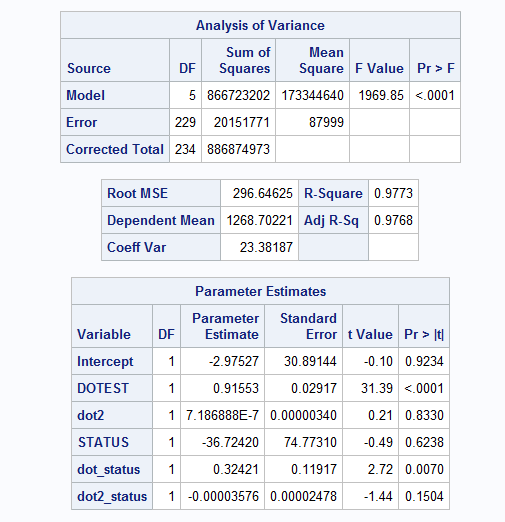 Analysis of Variance
Source DF Sum of Squares Mean Square F Value Pr > F
Model 5 866723202 173344640 1969.85 <.0001
Error 229 20151771 87999
Corrected Total 234 886874973
Root MSE 296.64625 R-Square 0.9773
Dependent Mean 1268.70221 Adj R-Sq 0.9768
Coeff Var 23.38187
Parameter Estimates
Variable DF Parameter Estimate Standard Error t Value Pr > |t|
Intercept 1 -2.97527 30.89144 -0.10 0.9234
DOTEST 1 0.91553 0.02917 31.39 <.0001
dot2 1 7.186888E-7 0.00000340 0.21 0.8330
STATUS 1 -36.72420 74.77310 -0.49 0.6238
dot_status 1 0.32421 0.11917 2.72 0.0070
dot2_status 1 -0.00003576 0.00002478 -1.44 0.1504